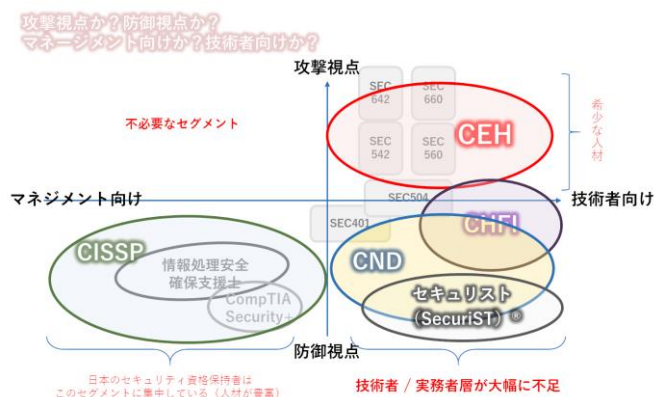 攻撃視点か?防御視点か?
マネージメント向けか?技術者向けか?
攻撃視点
SEC
642
SEC
660
不必要なセグメント
SEC
542
SEC
560
CEH
希少な人材
マネジメント向け
技術者向け
SEC504
SEC401
CHFI
CISSP
CND
情報処理安全
確保支援士
CompTIA
Security+
セキュリスト
(SecuriST)®
防御視点
日本のセキュリティ資格保持者は
このセグメントに集中している(人材が豊富)
技術者 / 実務者層が大幅に不足